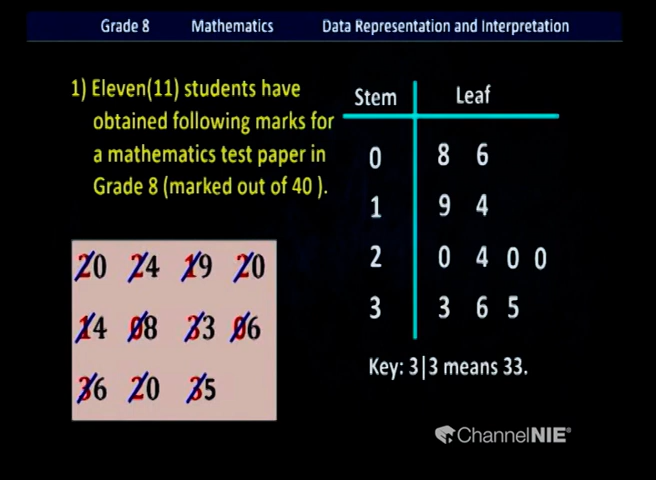 Grade 8 Mathematics Data Representation and Interpretation
1) Eleven(11) students have
obtained following marks for
a mathematics test paper in
Grade 8 (marked out of 40 ).
20 24 19 20
14 08 33 06
36 20 35
Stem Leaf
0 8 6
1 9 4
2 0 4 0 0
3 3 6 5
Key: 3|3 means 33.
ChannelNIE®